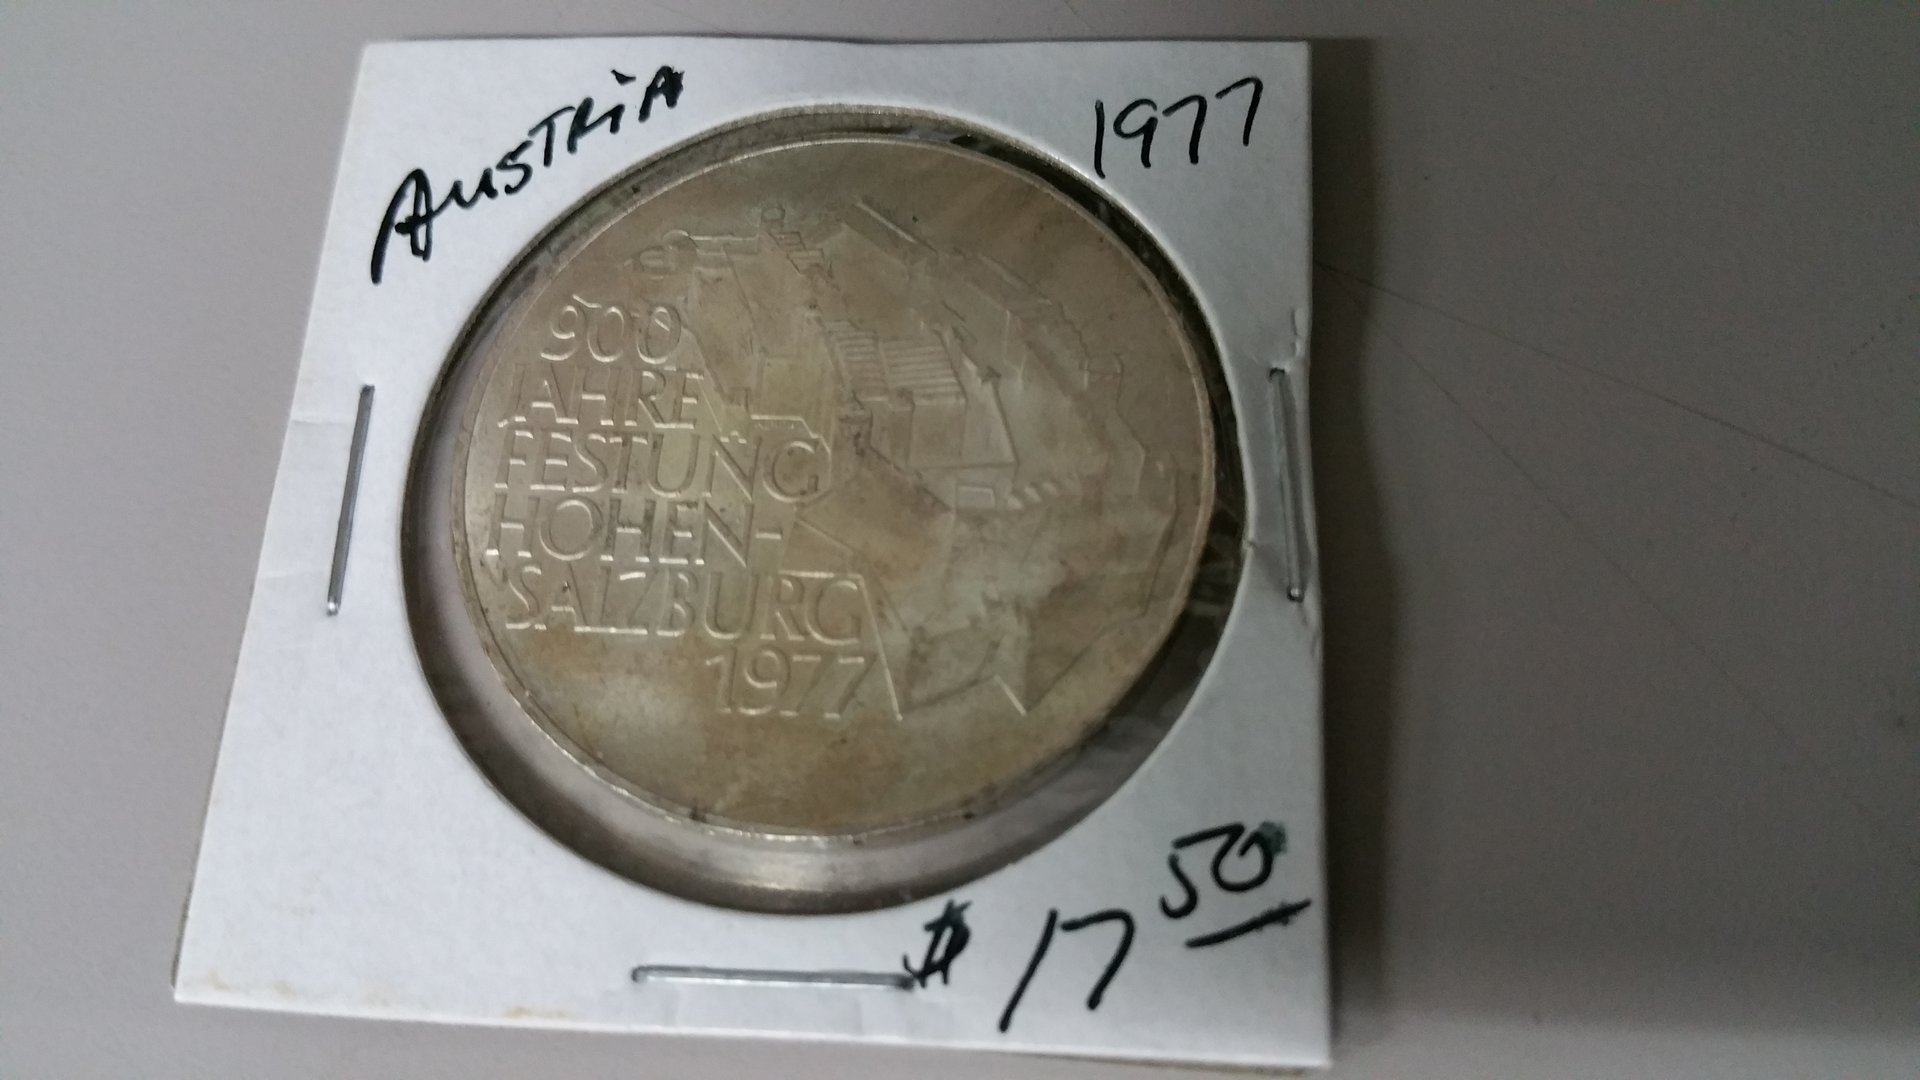 AusTRiA
1977
900
JAHRE
FESTUNG
HOHEN-
SALZBURG
1977
$17 50